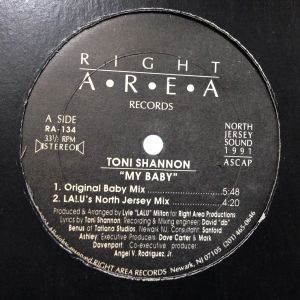 RIGHT
A•R•E•A
RECORDS
A SIDE
RA-134
33⅓ RPM
STEREO
NORTH
JERSEY
SOUND
1991
ASCAP
TONI SHANNON
"MY BABY"
1. Original Baby Mix 5:48
2. LALU's North Jersey Mix 4:20
Produced & Arranged by Lyle "LALU" Milton for Right Area Productions
Lyrics by Toni Shannon. Recording & Mixing engineer: David "da"
Benus at Tatiana Studios, Newark NJ. Consultant: Sanford
Ashley. Executive Producers: Dave Carter & Mark
Davenport. Co-executive producer:
Angel V. Rodriguez, Jr.
RIGHT AREA RECORDS Newark, NJ 07105 (201) 465-0646